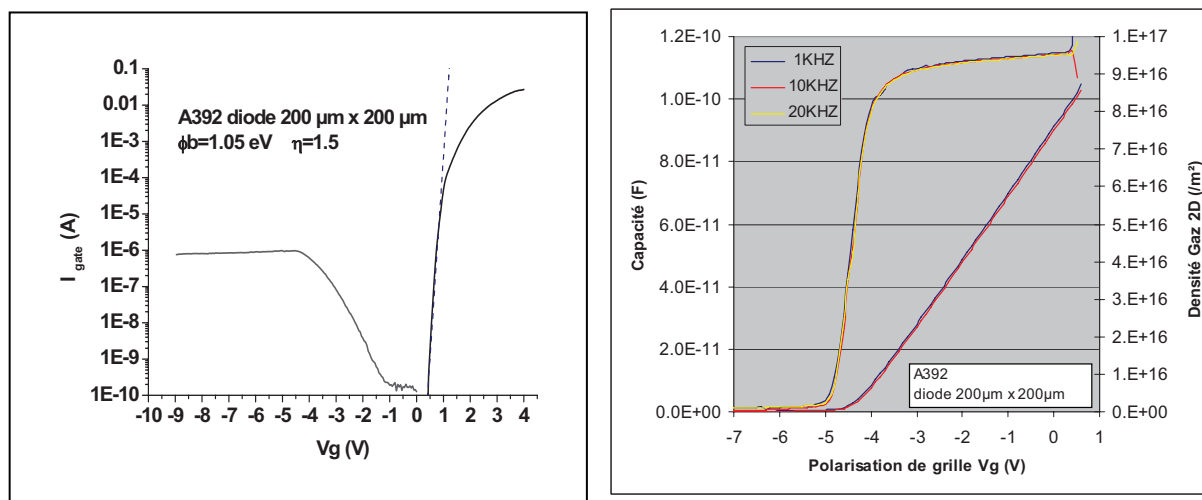 0.1
0.01
1E-3
1E-4
1E-5
1E-6
1E-7
1E-8
1E-9
1E-10
I gate (A)
A392 diode 200 µm x 200 µm
ϕb=1.05 eV η=1.5
-10 -9 -8 -7 -6 -5 -4 -3 -2 -1 0 1 2 3 4
Vg (V)
1.2E-10
1.0E-10
8.0E-11
6.0E-11
4.0E-11
2.0E-11
0.0E+00
Capacité (F)
1KHZ
10KHZ
20KHZ
A392
diode 200µm x 200µm
1.E+17
9.E+16
8.E+16
7.E+16
6.E+16
5.E+16
4.E+16
3.E+16
2.E+16
1.E+16
0.E+00
Densité Gaz 2D (/m²)
-7 -6 -5 -4 -3 -2 -1 0 1
Polarisation de grille Vg (V)